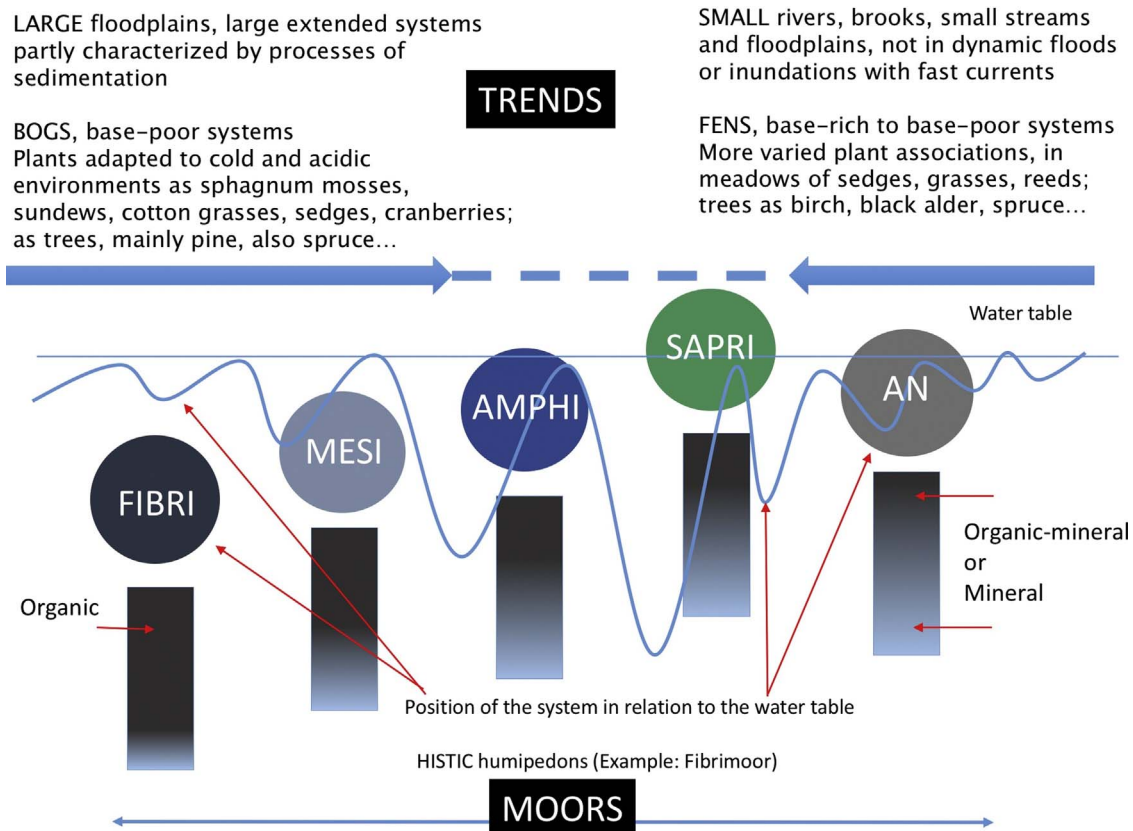 LARGE floodplains, large extended systems
partly characterized by processes of
sedimentation
BOGS, base-poor systems
Plants adapted to cold and acidic
environments as sphagnum mosses,
sundews, cotton grasses, sedges, cranberries;
as trees, mainly pine, also spruce...
TRENDS
SMALL rivers, brooks, small streams
and floodplains, not in dynamic floods
or inundations with fast currents
FENS, base-rich to base-poor systems
More varied plant associations, in
meadows of sedges, grasses, reeds;
trees as birch, black alder, spruce...
Water table
FIBRI
MESI
AMPHI
SAPRI
AN
Organic
Organic-mineral
or
Mineral
Position of the system in relation to the water table
HISTIC humipedons (Example: Fibrimoor)
MOORS